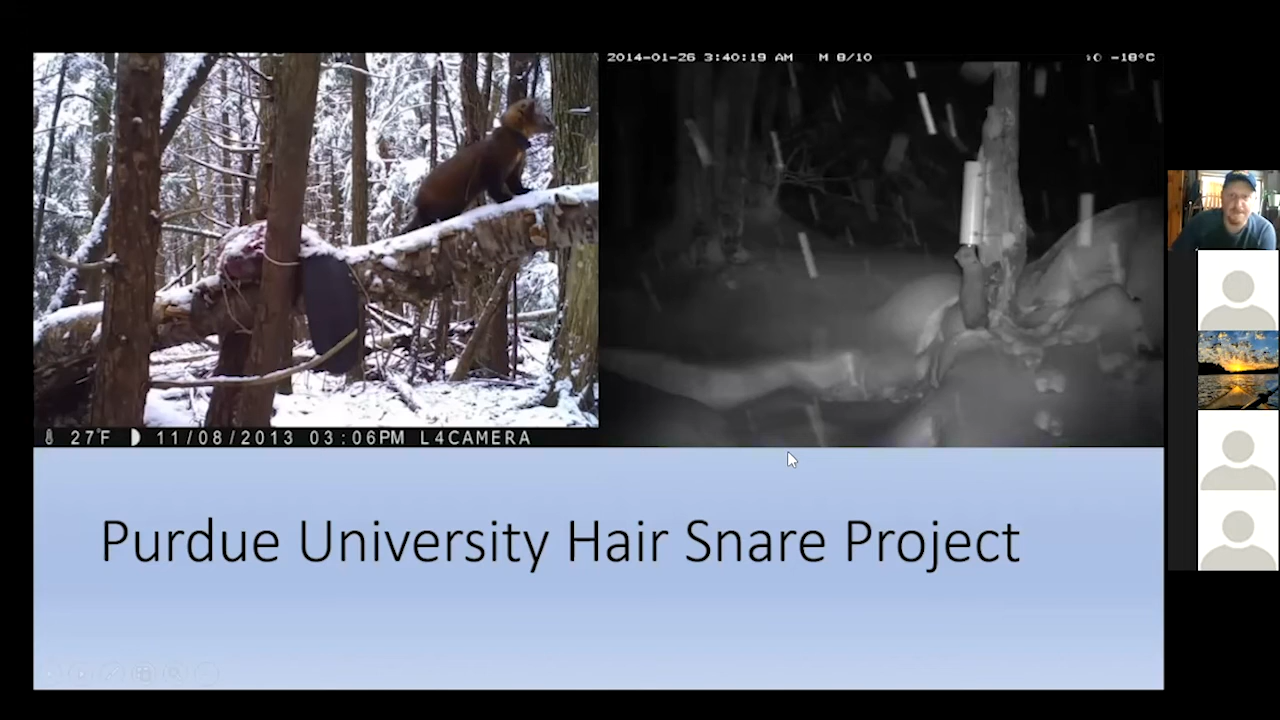 2014-01-26 3:40:19 AM M 8/10 -18°C
27°F 11/08/2013 03:06PM L4CAMERA
Purdue University Hair Snare Project